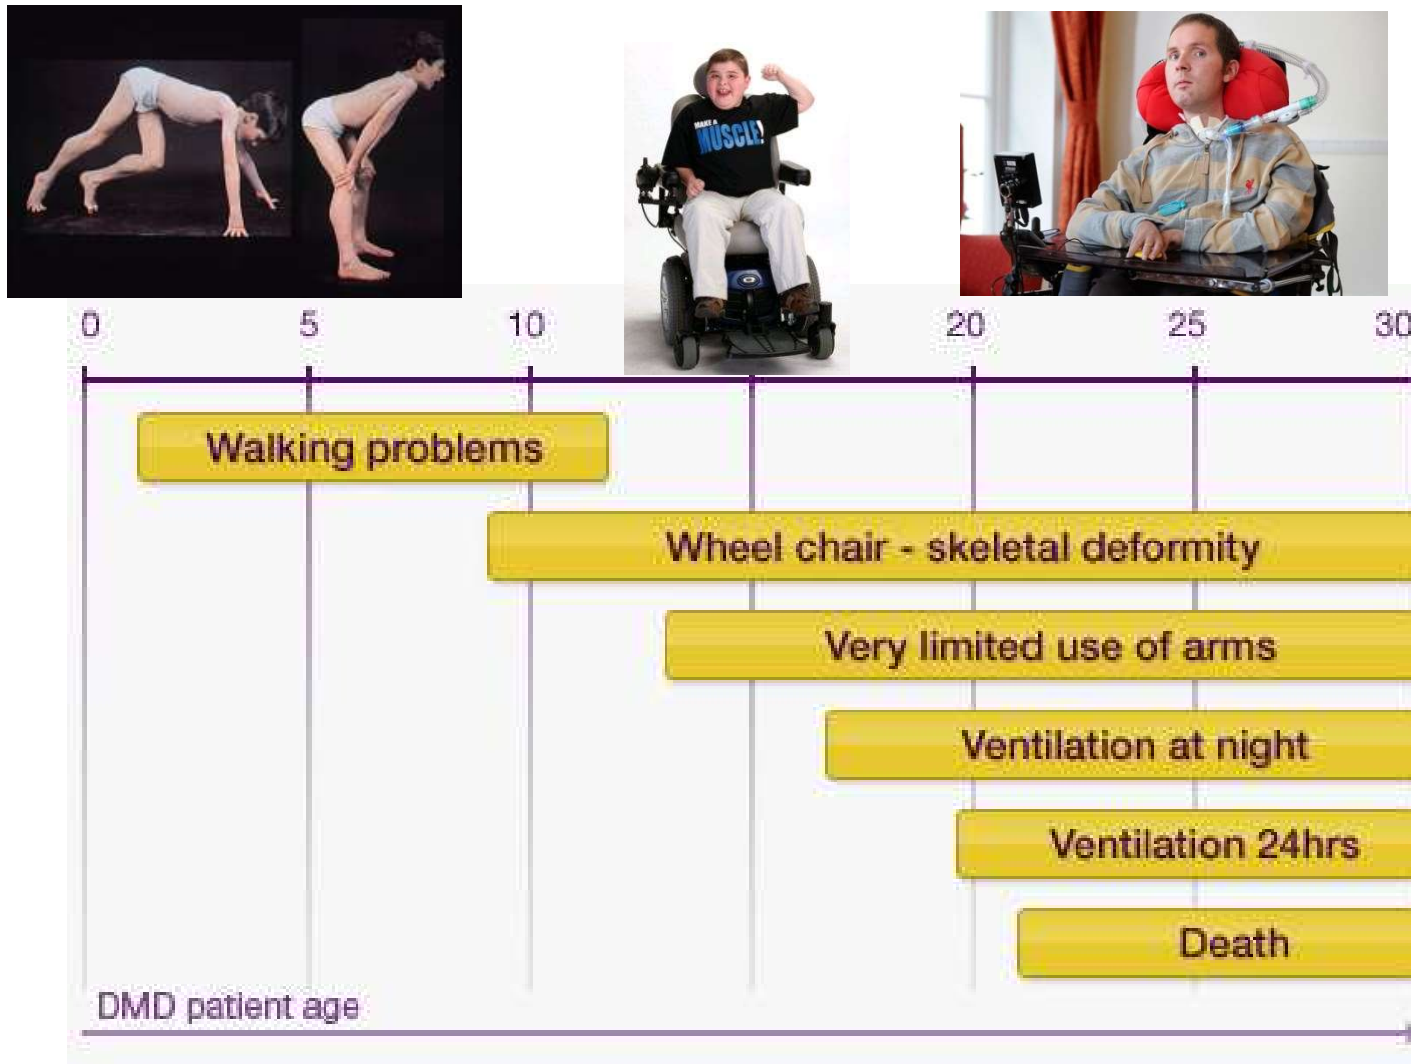 MAKE A
MUSCLE!
0 5 10 20 25 30
Walking problems
Wheel chair - skeletal deformity
Very limited use of arms
Ventilation at night
Ventilation 24hrs
Death
DMD patient age